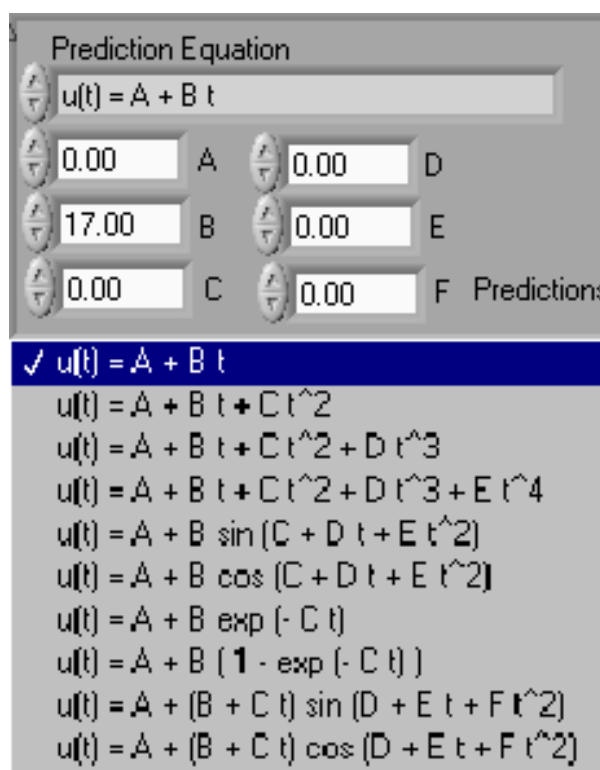 Prediction Equation
u(t) = A + B t
0.00 A 0.00 D
17.00 B 0.00 E
0.00 C 0.00 F Predictions
✓ u(t) = A + B t
u(t) = A + B t + C t^2
u(t) = A + B t + C t^2 + D t^3
u(t) = A + B t + C t^2 + D t^3 + E t^4
u(t) = A + B sin (C + D t + E t^2)
u(t) = A + B cos (C + D t + E t^2)
u(t) = A + B exp (- C t)
u(t) = A + B ( 1 - exp (- C t) )
u(t) = A + (B + C t) sin (D + E t + F t^2)
u(t) = A + (B + C t) cos (D + E t + F t^2)